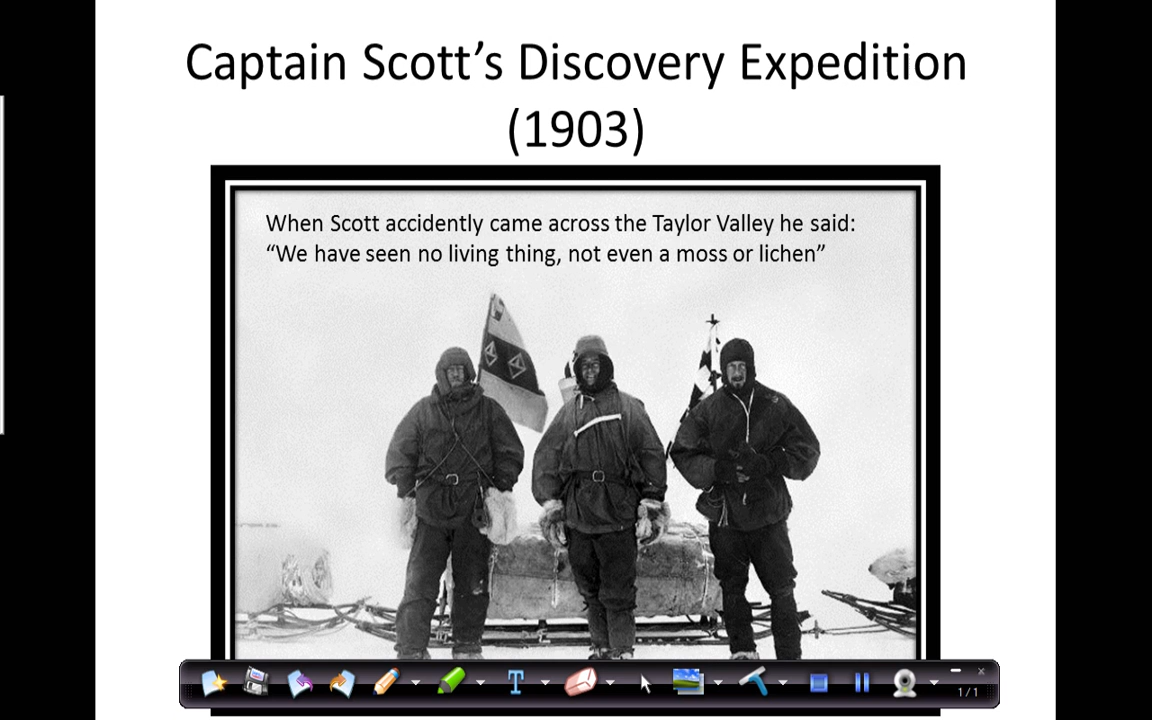 Captain Scott’s Discovery Expedition
(1903)
When Scott accidently came across the Taylor Valley he said:
“We have seen no living thing, not even a moss or lichen”
T
1/1